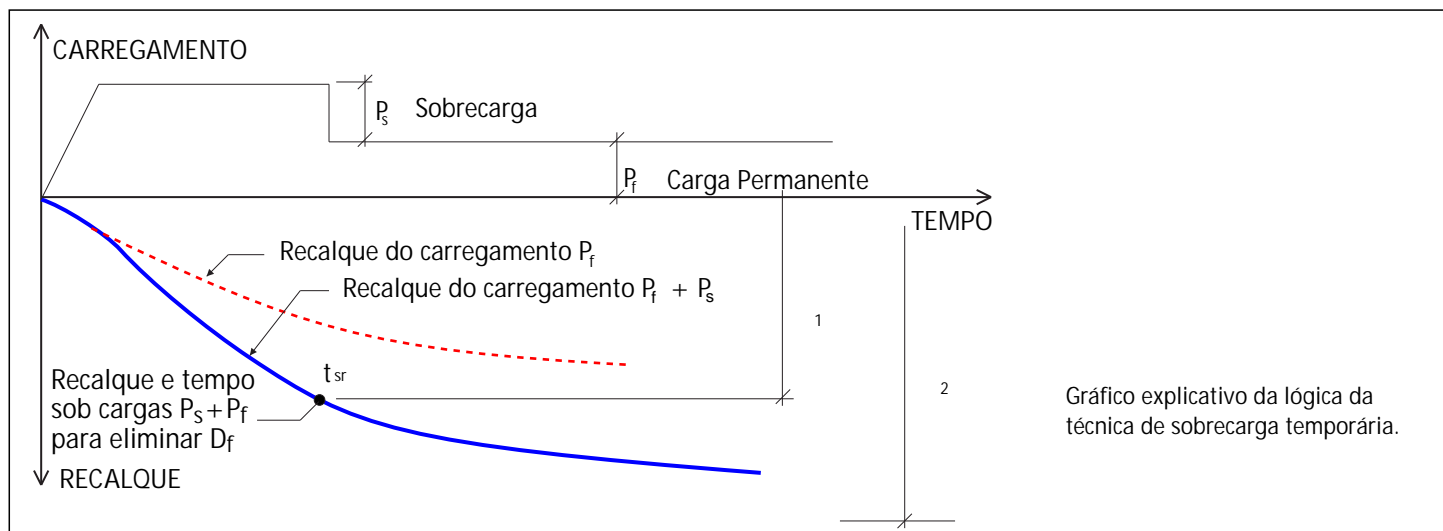 CARREGAMENTO
Ps Sobrecarga
Pf Carga Permanente
TEMPO
Recalque do carregamento Pf
Recalque do carregamento Pf + Ps
1
tsr
Recalque e tempo
sob cargas Ps+Pf
para eliminar Df
2
Gráfico explicativo da lógica da
técnica de sobrecarga temporária.
RECALQUE